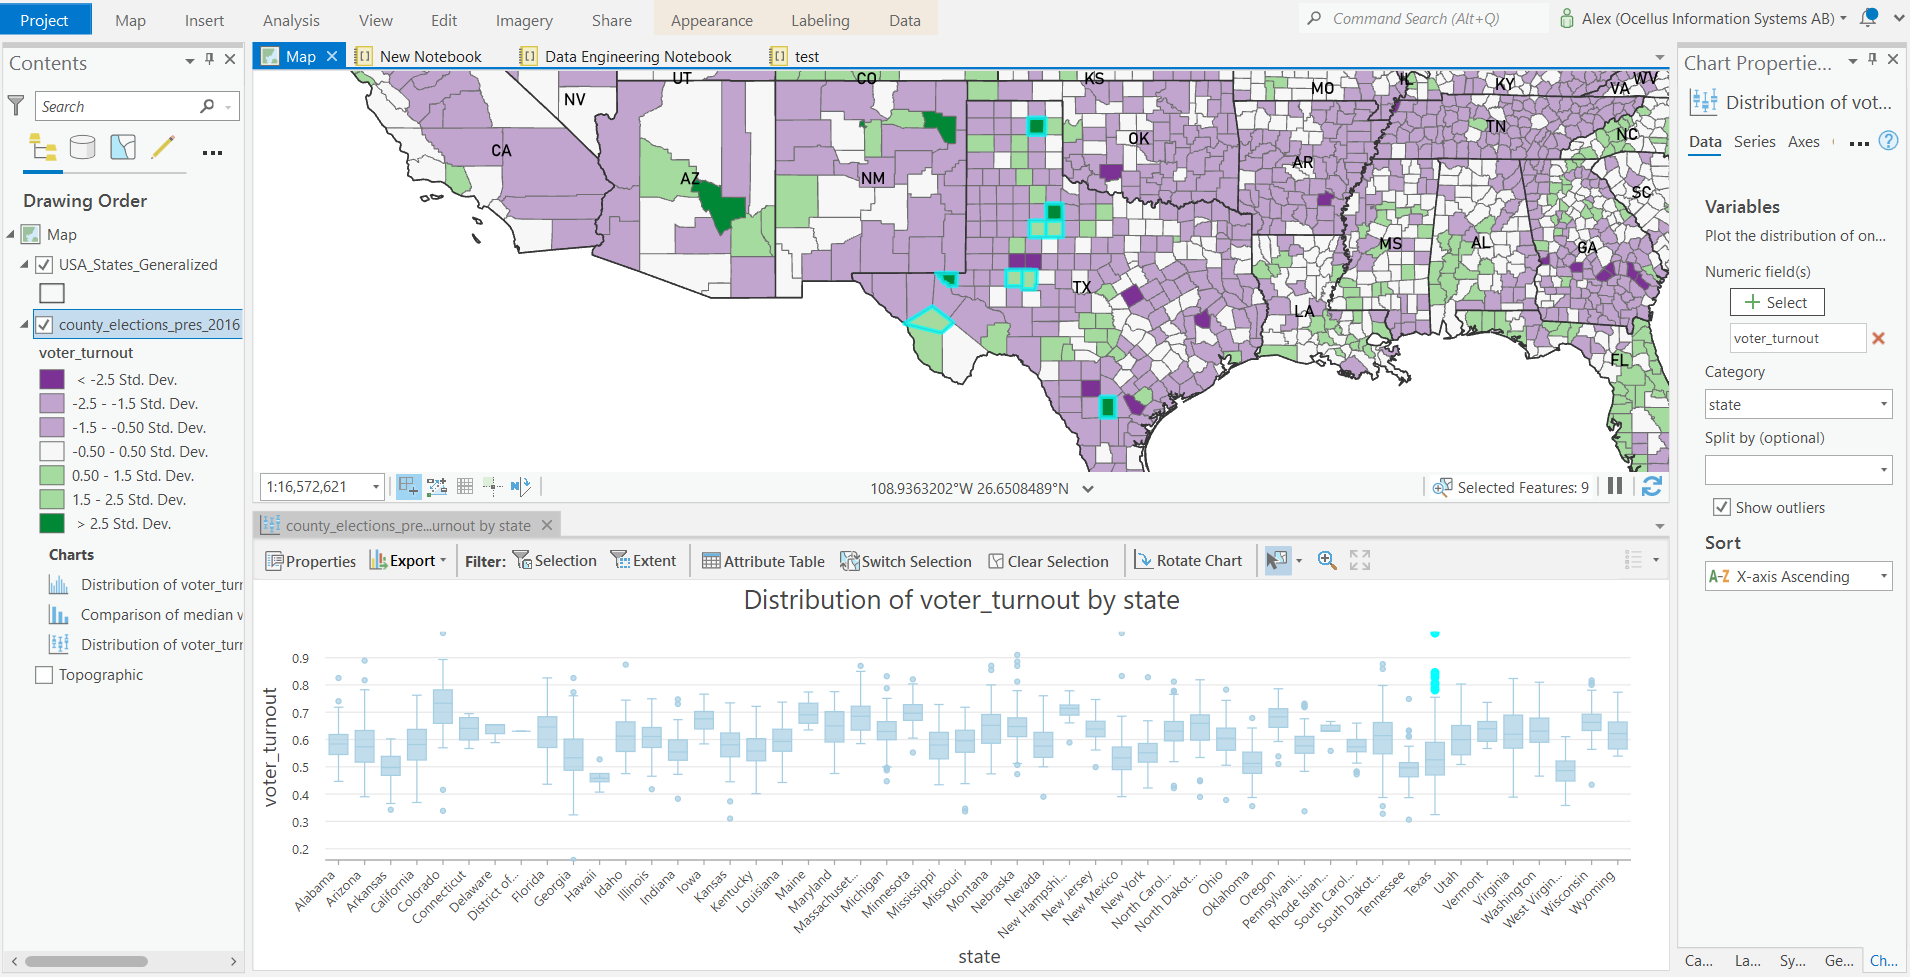 Project Map Insert Analysis View Edit Imagery Share Appearance Labeling Data Command Search (Alt+Q) Alex (Ocellus Information Systems AB)
Contents
Search
Drawing Order
Map
USA_States_Generalized
county_elections_pres_2016
voter_turnout
< -2.5 Std. Dev.
-2.5 - -1.5 Std. Dev.
-1.5 - -0.50 Std. Dev.
-0.50 - 0.50 Std. Dev.
0.50 - 1.5 Std. Dev.
1.5 - 2.5 Std. Dev.
> 2.5 Std. Dev.
Charts
Distribution of voter_turr
Comparison of median v
Distribution of voter_turr
Topographic
Map New Notebook Data Engineering Notebook test
UT CO KS KY WV
NV MO VA
CA OK TN NC
AZ NM AR SC
MS AL GA
TX LA
FL
1:16,572,621 108.9363202°W 26.6508489°N Selected Features: 9
county_elections_pre...urnout by state
Properties Export Filter: Selection Extent Attribute Table Switch Selection Clear Selection Rotate Chart
Distribution of voter_turnout by state
voter_turnout
0.9
0.8
0.7
0.6
0.5
0.4
0.3
0.2
Alabama
Arizona
Arkansas
California
Colorado
Connecticut
Delaware
District of...
Florida
Georgia
Hawaii
Idaho
Illinois
Indiana
Iowa
Kansas
Kentucky
Louisiana
Maine
Maryland
Massachuset...
Michigan
Minnesota
Mississippi
Missouri
Montana
Nebraska
Nevada
New Hampshi...
New Jersey
New Mexico
New York
North Carol...
North Dakot...
Ohio
Oklahoma
Oregon
Pennsylvani...
Rhode Islan...
South Carol...
South Dakot...
Tennessee
Texas
Utah
Vermont
Virginia
Washington
West Virgin...
Wisconsin
Wyoming
state
Chart Propertie...
Distribution of vot...
Data Series Axes
Variables
Plot the distribution of on...
Numeric field(s)
Select
voter_turnout
Category
state
Split by (optional)
Show outliers
Sort
A-Z X-axis Ascending
Ca... La... Sy... Ge... Ch...